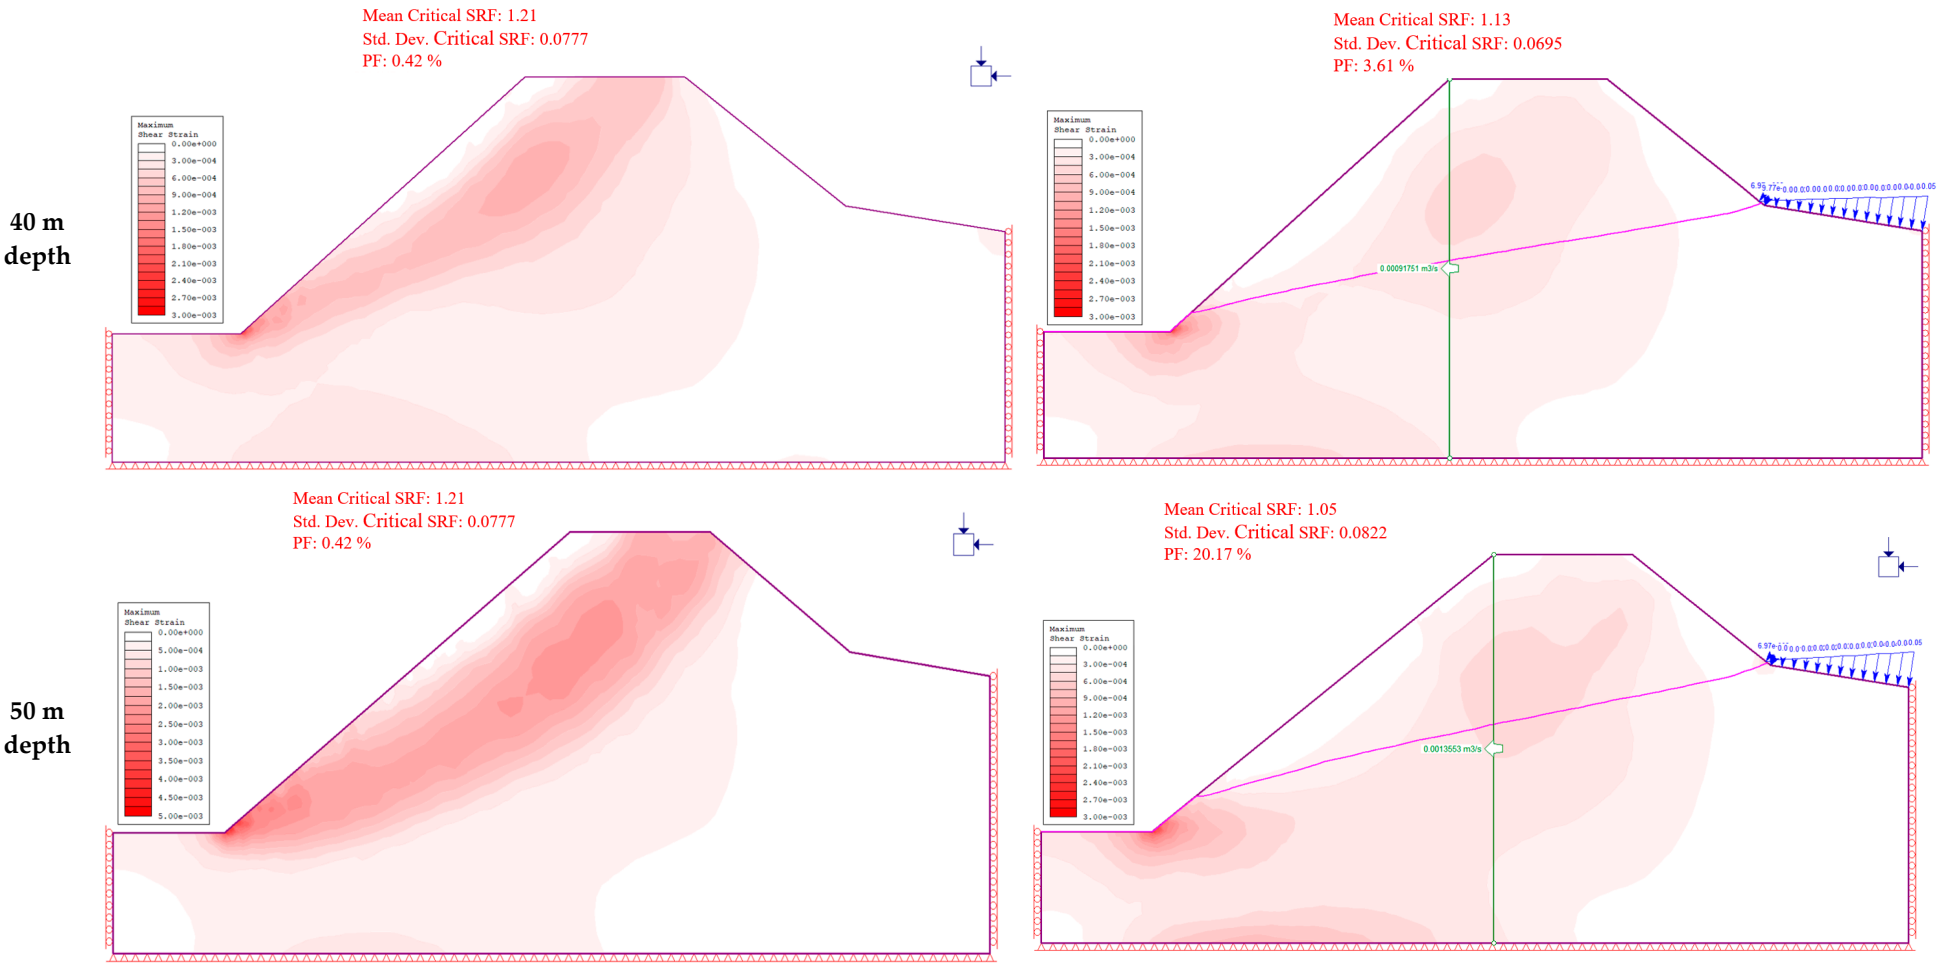 Mean Critical SRF: 1.21
Std. Dev. Critical SRF: 0.0777
PF: 0.42 %
Maximum
Shear Strain
0.00e+000
3.00e-004
6.00e-004
9.00e-004
1.20e-003
1.50e-003
1.80e-003
2.10e-003
2.40e-003
2.70e-003
3.00e-003
Mean Critical SRF: 1.13
Std. Dev. Critical SRF: 0.0695
PF: 3.61 %
Maximum
Shear Strain
0.00e+000
3.00e-004
6.00e-004
9.00e-004
1.20e-003
1.50e-003
1.80e-003
2.10e-003
2.40e-003
2.70e-003
3.00e-003
0.00091751 m3/s
40 m
depth
Mean Critical SRF: 1.21
Std. Dev. Critical SRF: 0.0777
PF: 0.42 %
Maximum
Shear Strain
0.00e+000
5.00e-004
1.00e-003
1.50e-003
2.00e-003
2.50e-003
3.00e-003
3.50e-003
4.00e-003
4.50e-003
5.00e-003
Mean Critical SRF: 1.05
Std. Dev. Critical SRF: 0.0822
PF: 20.17 %
Maximum
Shear Strain
0.00e+000
3.00e-004
6.00e-004
9.00e-004
1.20e-003
1.50e-003
1.80e-003
2.10e-003
2.40e-003
2.70e-003
3.00e-003
0.0013553 m3/s
50 m
depth